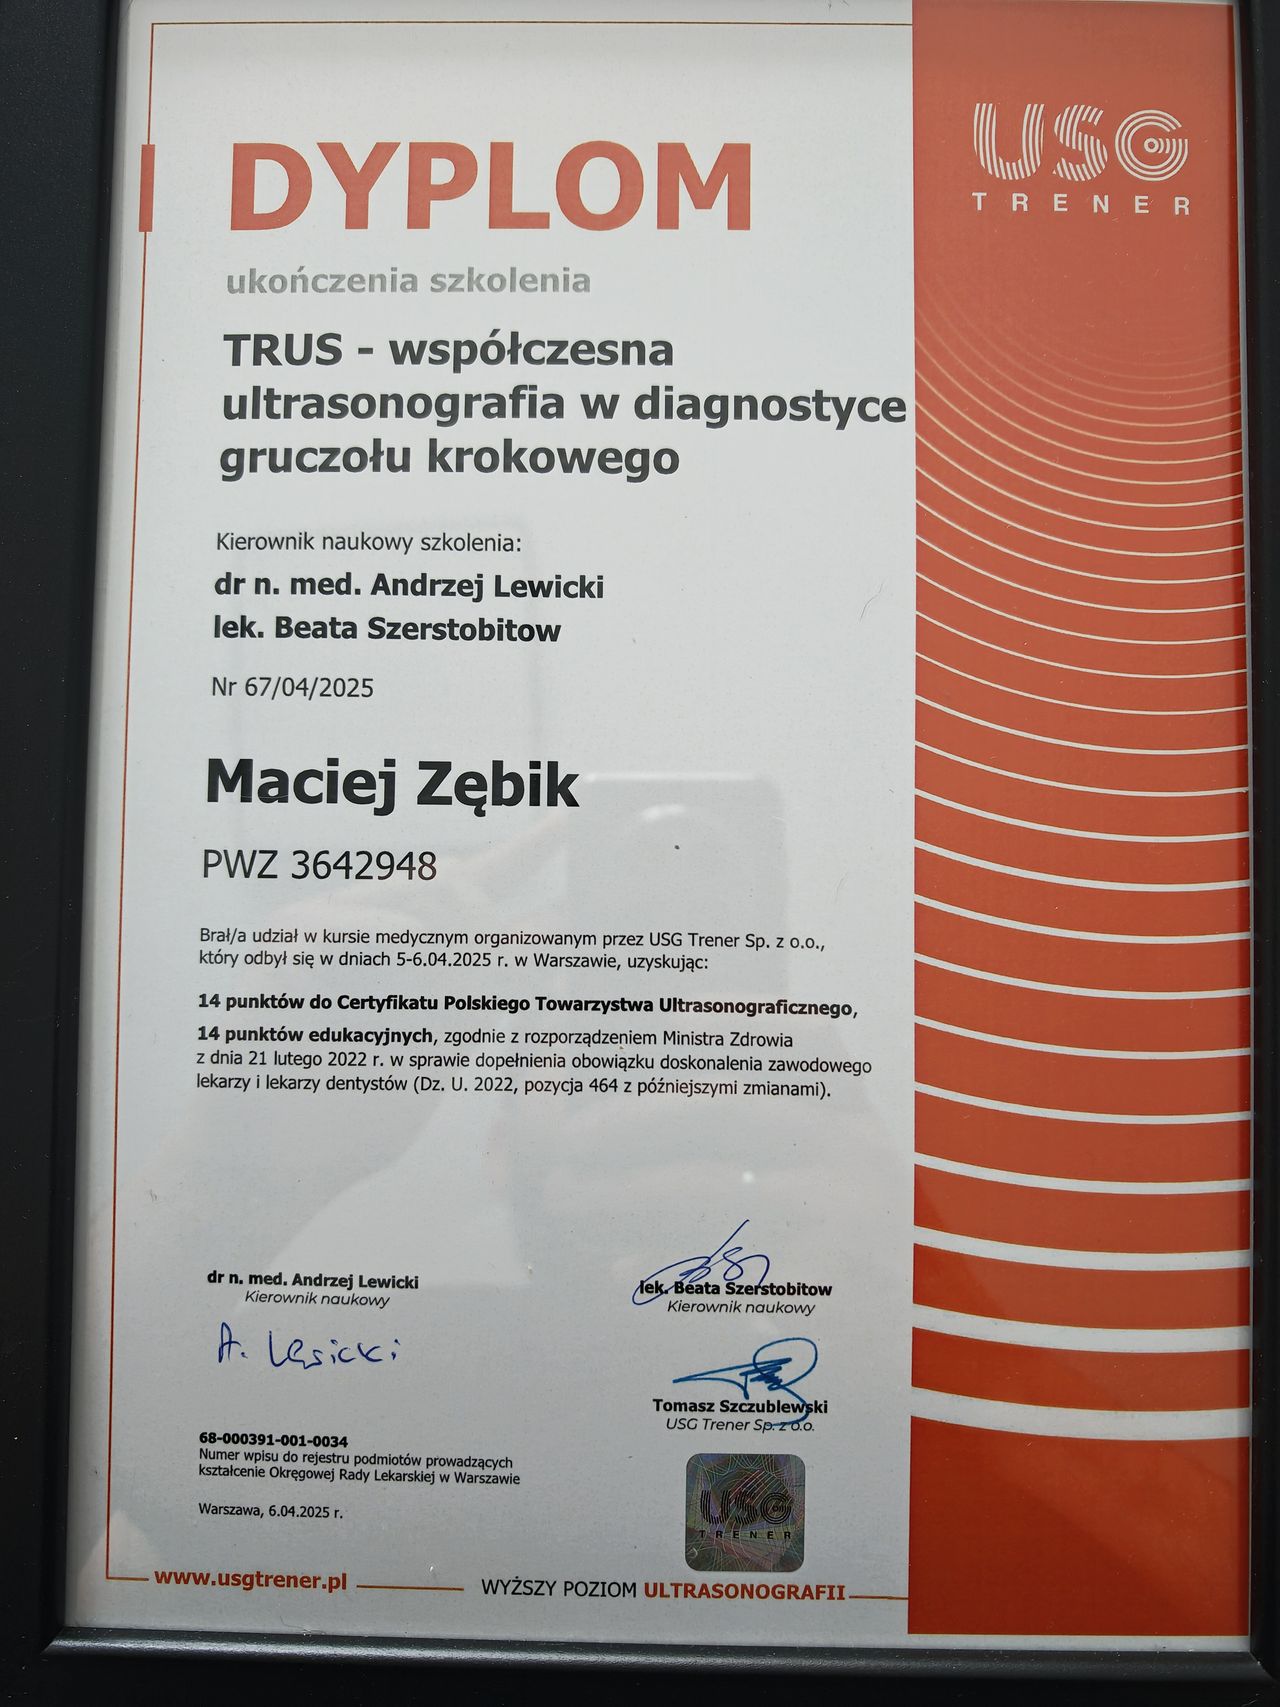 USG
TRENER
DYPLOM
ukończenia szkolenia
TRUS - współczesna
ultrasonografia w diagnostyce
gruczołu krokowego
Kierownik naukowy szkolenia:
dr n. med. Andrzej Lewicki
lek. Beata Szerstobitow
Nr 67/04/2025
Maciej Zębik
PWZ 3642948
Brał/a udział w kursie medycznym organizowanym przez USG Trener Sp. z o.o.,
który odbył się w dniach 5-6.04.2025 r. w Warszawie, uzyskując:
14 punktów do Certyfikatu Polskiego Towarzystwa Ultrasonograficznego,
14 punktów edukacyjnych, zgodnie z rozporządzeniem Ministra Zdrowia
z dnia 21 lutego 2022 r. w sprawie dopełnienia obowiązku doskonalenia zawodowego
lekarzy i lekarzy dentystów (Dz. U. 2022, pozycja 464 z późniejszymi zmianami).
dr n. med. Andrzej Lewicki
Kierownik naukowy
A. Lewicki
lek. Beata Szerstobitow
Kierownik naukowy
Tomasz Szczublewski
USG Trener Sp. z o.o.
68-000391-001-0034
Numer wpisu do rejestru podmiotów prowadzących
kształcenie Okręgowej Rady Lekarskiej w Warszawie
Warszawa, 6.04.2025 r.
USG
TRENER
www.usgtrener.pl
WYŻSZY POZIOM ULTRASONOGRAFII